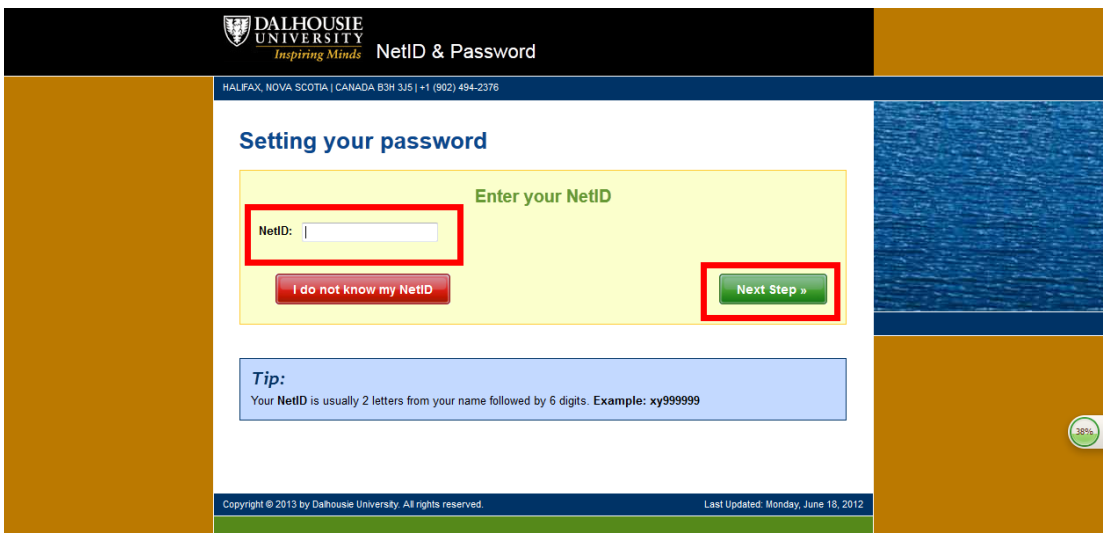 DALHOUSIE
UNIVERSITY
Inspiring Minds
NetID & Password
HALIFAX, NOVA SCOTIA | CANADA B3H 3J5 | +1 (902) 494-2376
Setting your password
Enter your NetID
NetID:
I do not know my NetID
Next Step »
Tip:
Your NetID is usually 2 letters from your name followed by 6 digits. Example: xy999999
38%
Copyright © 2013 by Dalhousie University. All rights reserved.
Last Updated: Monday, June 18, 2012